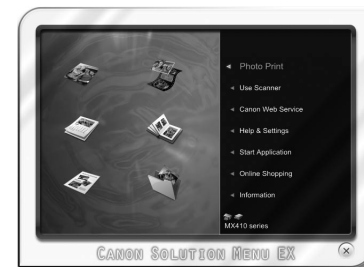 Photo Print
Use Scanner
Canon Web Service
Help & Settings
Start Application
Online Shopping
Information
MX410 series
CANON SOLUTION MENU EX